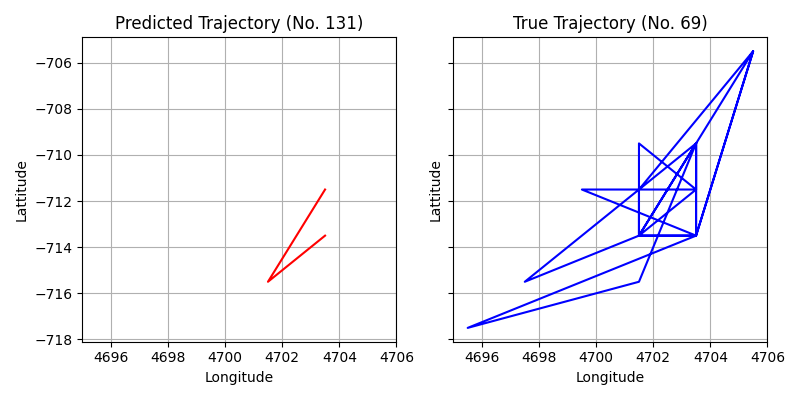 Predicted Trajectory (No. 131)
True Trajectory (No. 69)
Lattitude
−706
−708
−710
−712
−714
−716
−718
4696 4698 4700 4702 4704 4706
Longitude
Lattitude
4696 4698 4700 4702 4704 4706
Longitude